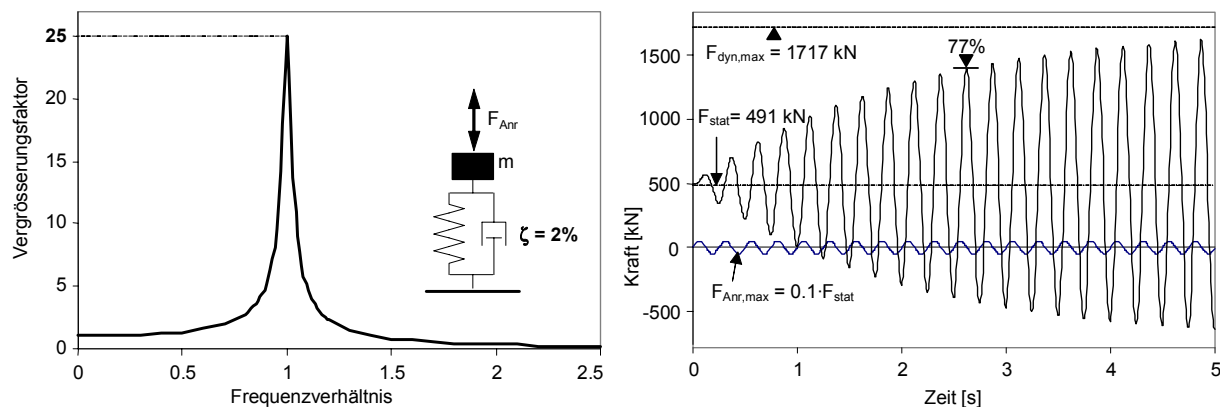 Vergrösserungsfaktor
25
20
15
10
5
0
0
0.5
1
1.5
2
2.5
Frequenzverhältnis
F_Anr
m
ζ = 2%
Kraft [kN]
1500
1000
500
0
-500
0
1
2
3
4
5
Zeit [s]
F_dyn,max = 1717 kN
77%
F_stat = 491 kN
F_Anr,max = 0.1·F_stat